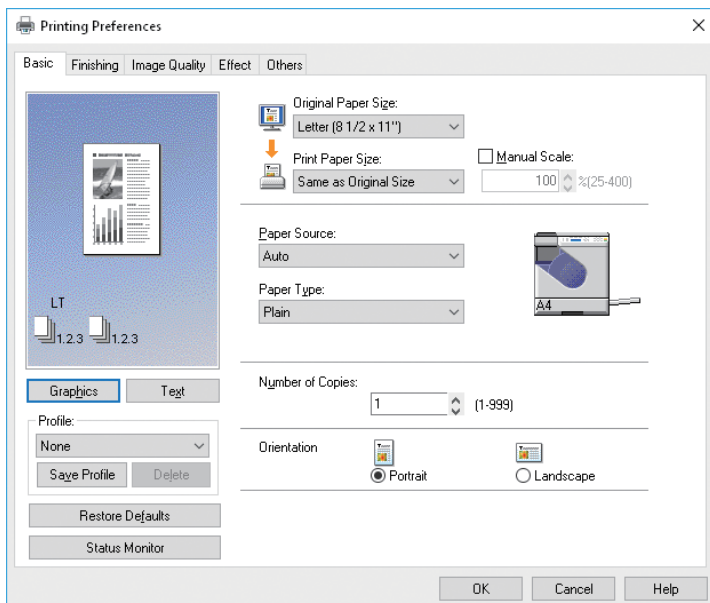 Printing Preferences
Basic Finishing Image Quality Effect Others
Original Paper Size:
Letter (8 1/2 x 11")
Print Paper Size:
Manual Scale:
Same as Original Size
100 %(25-400)
Paper Source:
Auto
Paper Type:
Plain
A4
LT
1.2.3 1.2.3
Graphics Text
Number of Copies:
1 (1-999)
Profile:
None
Save Profile Delete
Orientation
Portrait Landscape
Restore Defaults
Status Monitor
OK Cancel Help